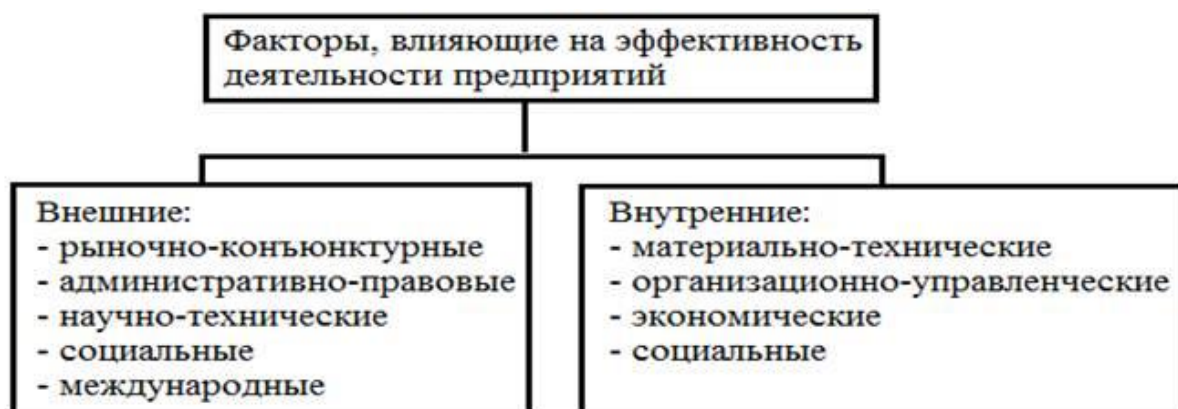 Факторы, влияющие на эффективность
деятельности предприятий
Внешние:
- рыночно-конъюнктурные
- административно-правовые
- научно-технические
- социальные
- международные
Внутренние:
- материально-технические
- организационно-управленческие
- экономические
- социальные